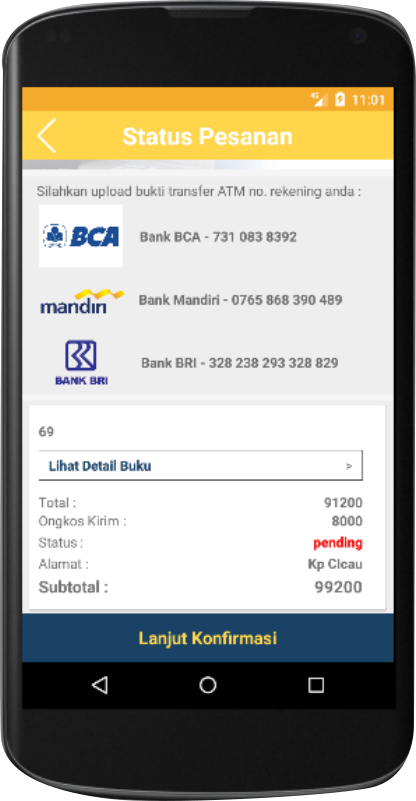 4G 11:01
Status Pesanan
Silahkan upload bukti transfer ATM no. rekening anda :
BCA Bank BCA - 731 083 8392
mandiri Bank Mandiri - 0765 868 390 489
BANK BRI Bank BRI - 328 238 293 328 829
69
Lihat Detail Buku >
Total : 91200
Ongkos Kirim : 8000
Status : pending
Alamat : Kp CIcau
Subtotal : 99200
Lanjut Konfirmasi